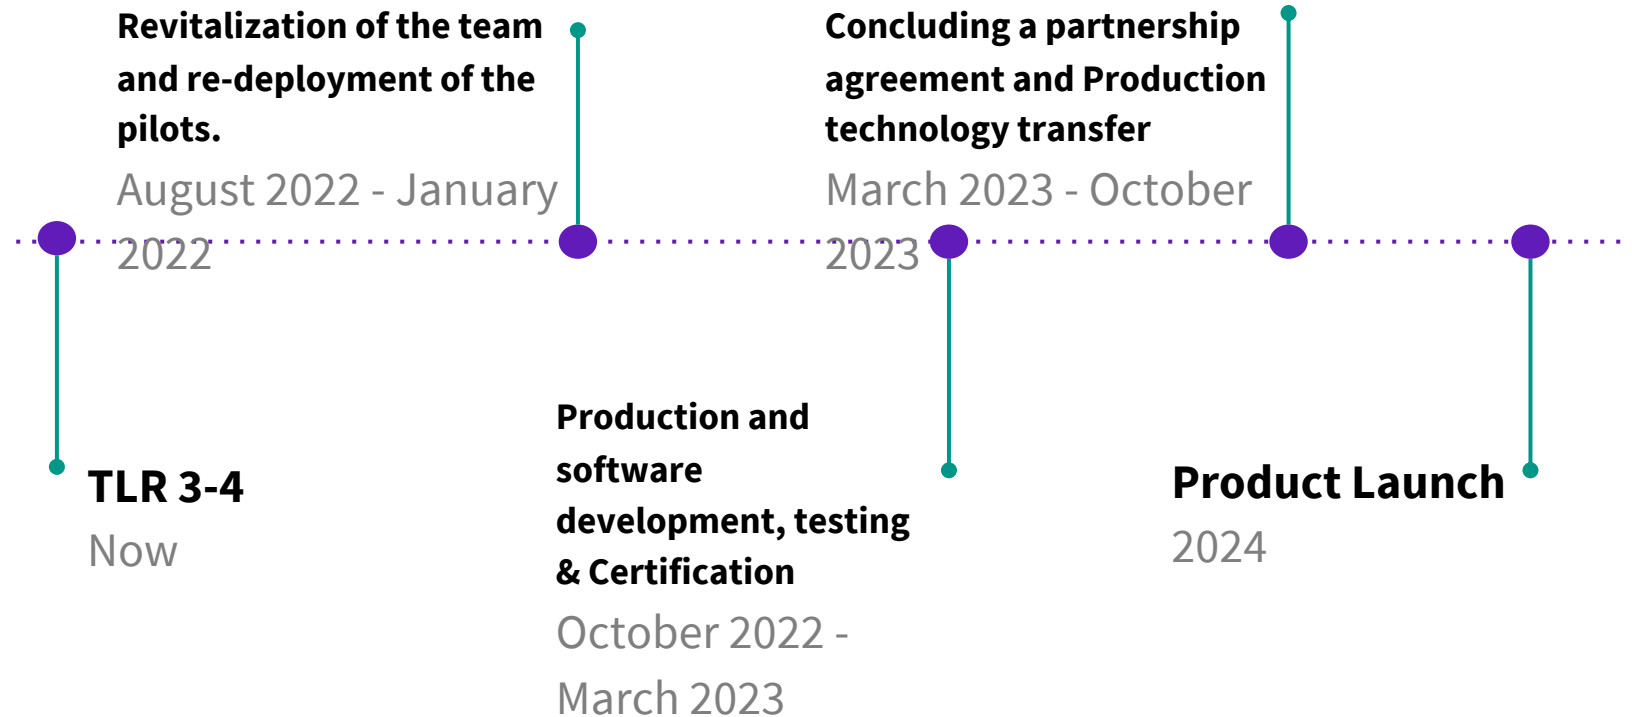 Revitalization of the team
and re-deployment of the
pilots.
August 2022 - January
2022
Concluding a partnership
agreement and Production
technology transfer
March 2023 - October
2023
TLR 3-4
Now
Production and
software
development, testing
& Certification
October 2022 -
March 2023
Product Launch
2024